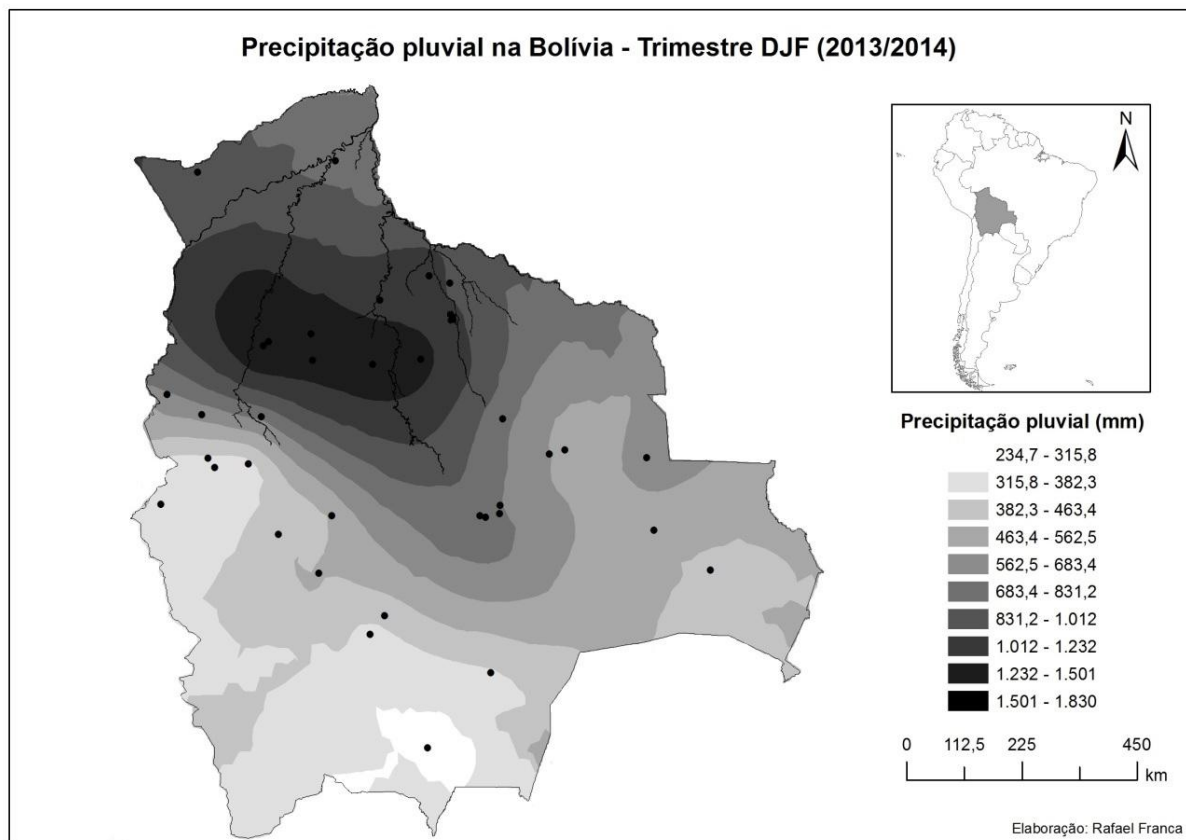 Precipitação pluvial na Bolívia - Trimestre DJF (2013/2014)
N
Precipitação pluvial (mm)
234,7 - 315,8
315,8 - 382,3
382,3 - 463,4
463,4 - 562,5
562,5 - 683,4
683,4 - 831,2
831,2 - 1.012
1.012 - 1.232
1.232 - 1.501
1.501 - 1.830
0 112,5 225 450
km
Elaboração: Rafael Franca